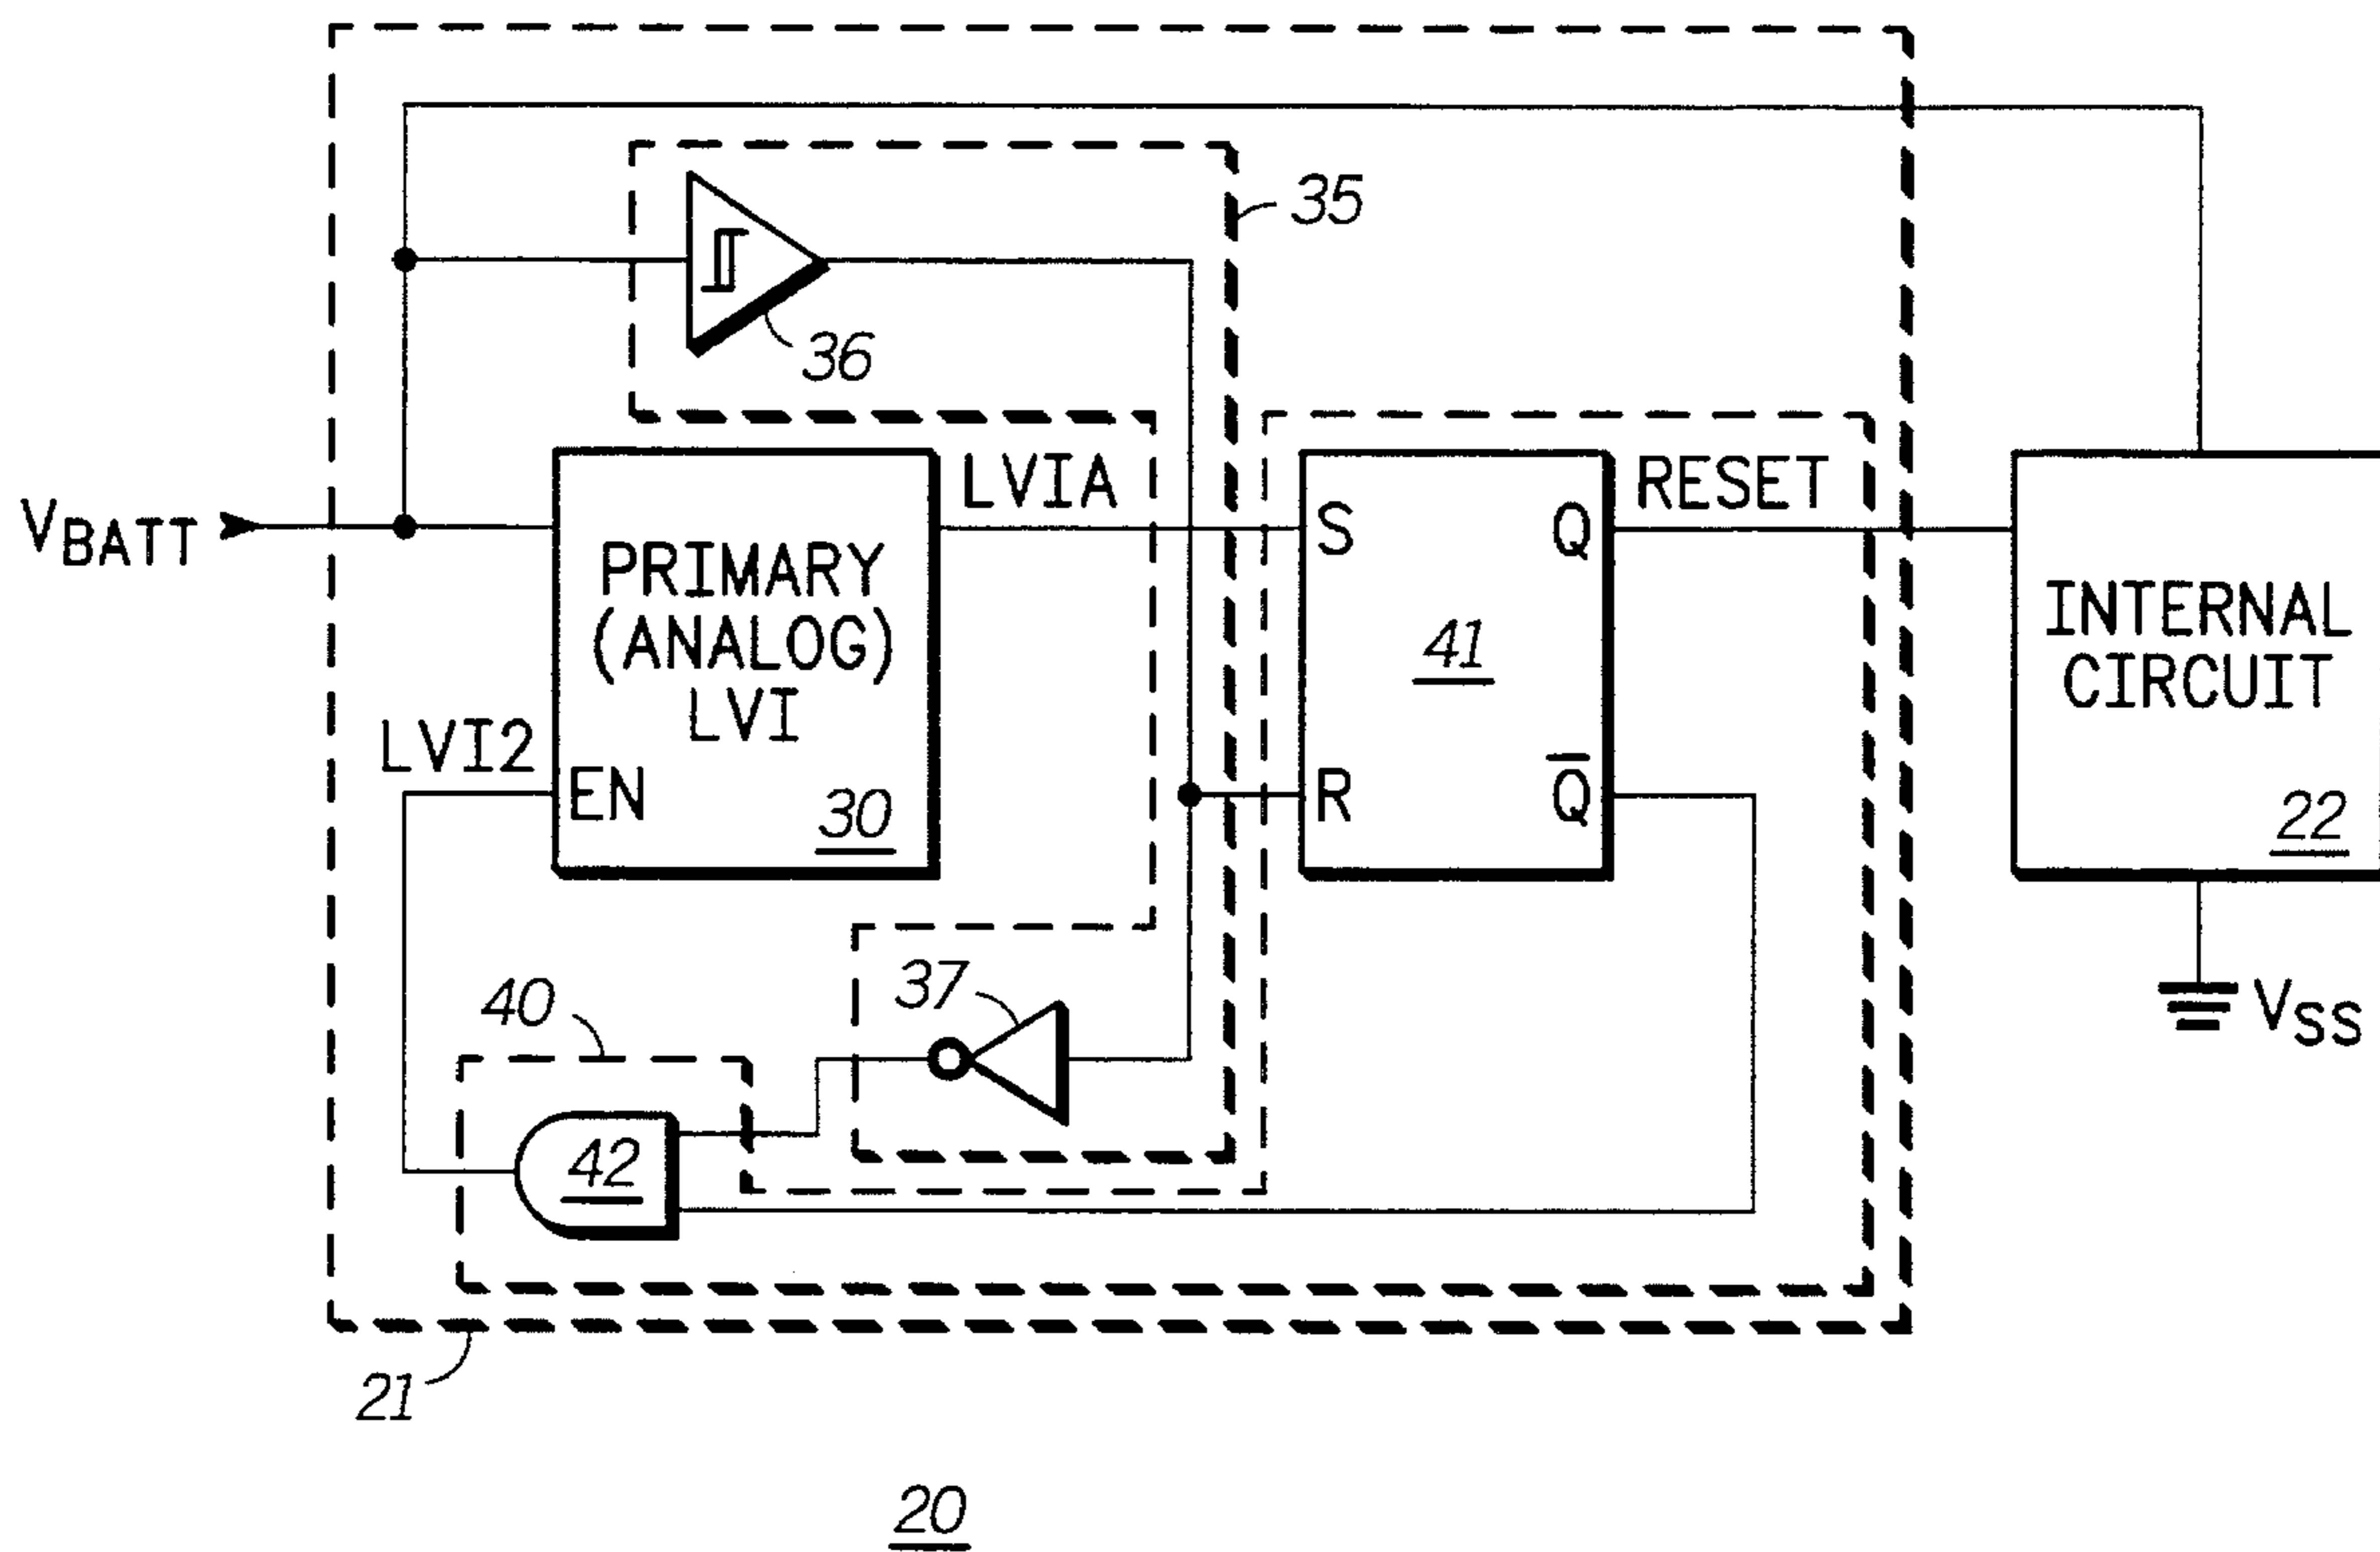 35
36
LVIA
RESET
VBATT
S
Q
PRIMARY
(ANALOG)
LVI
41
INTERNAL
CIRCUIT
LVI2
EN
30
R
Q̅
22
37
40
VSS
42
21
20